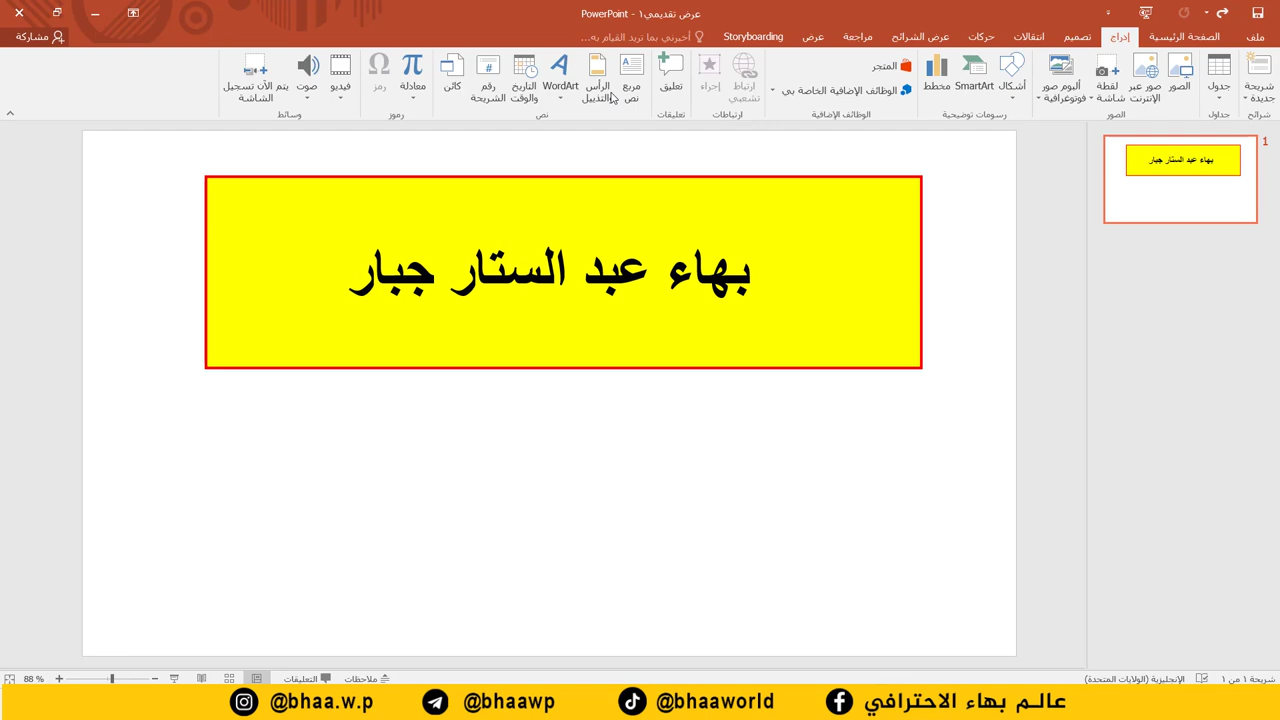 عرض تقديمي١ - PowerPoint
ملف
الصفحة الرئيسية
إدراج
تصميم
انتقالات
حركات
عرض الشرائح
مراجعة
عرض
Storyboarding
أخبرني بما تريد القيام به...
مشاركة
شريحة جديدة
جدول
الصور
صور عبر الإنترنت
لقطة شاشة
ألبوم صور فوتوغرافية
أشكال
SmartArt
مخطط
المتجر
الوظائف الإضافية الخاصة بي
ارتباط تشعبي
إجراء
تعليق
مربع نص
الرأس والتذييل
WordArt
التاريخ والوقت
رقم الشريحة
كائن
معادلة
رمز
فيديو
صوت
يتم الآن تسجيل الشاشة
شرائح
جداول
الصور
رسومات توضيحية
الوظائف الإضافية
ارتباطات
تعليقات
نص
رموز
وسائط
1
بهاء عبد الستار جبار
بهاء عبد الستار جبار
شريحة ١ من ١
الإنجليزية (الولايات المتحدة)
ملاحظات
التعليقات
88 %
@bhaa.w.p
@bhaawp
@bhaaworld
عالم بهاء الاحترافي